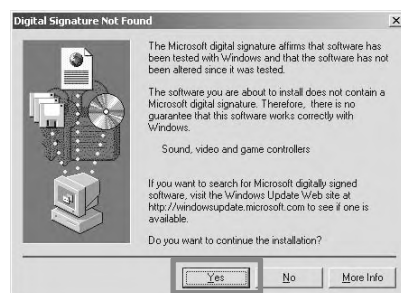 Digital Signature Not Found
The Microsoft digital signature affirms that software has
been tested with Windows and that the software has not
been altered since it was tested.
The software you are about to install does not contain a
Microsoft digital signature. Therefore, there is no
guarantee that this software works correctly with
Windows.
Sound, video and game controllers
If you want to search for Microsoft digitally signed
software, visit the Windows Update Web site at
http://windowsupdate.microsoft.com to see if one is
available.
Do you want to continue the installation?
Yes No More Info